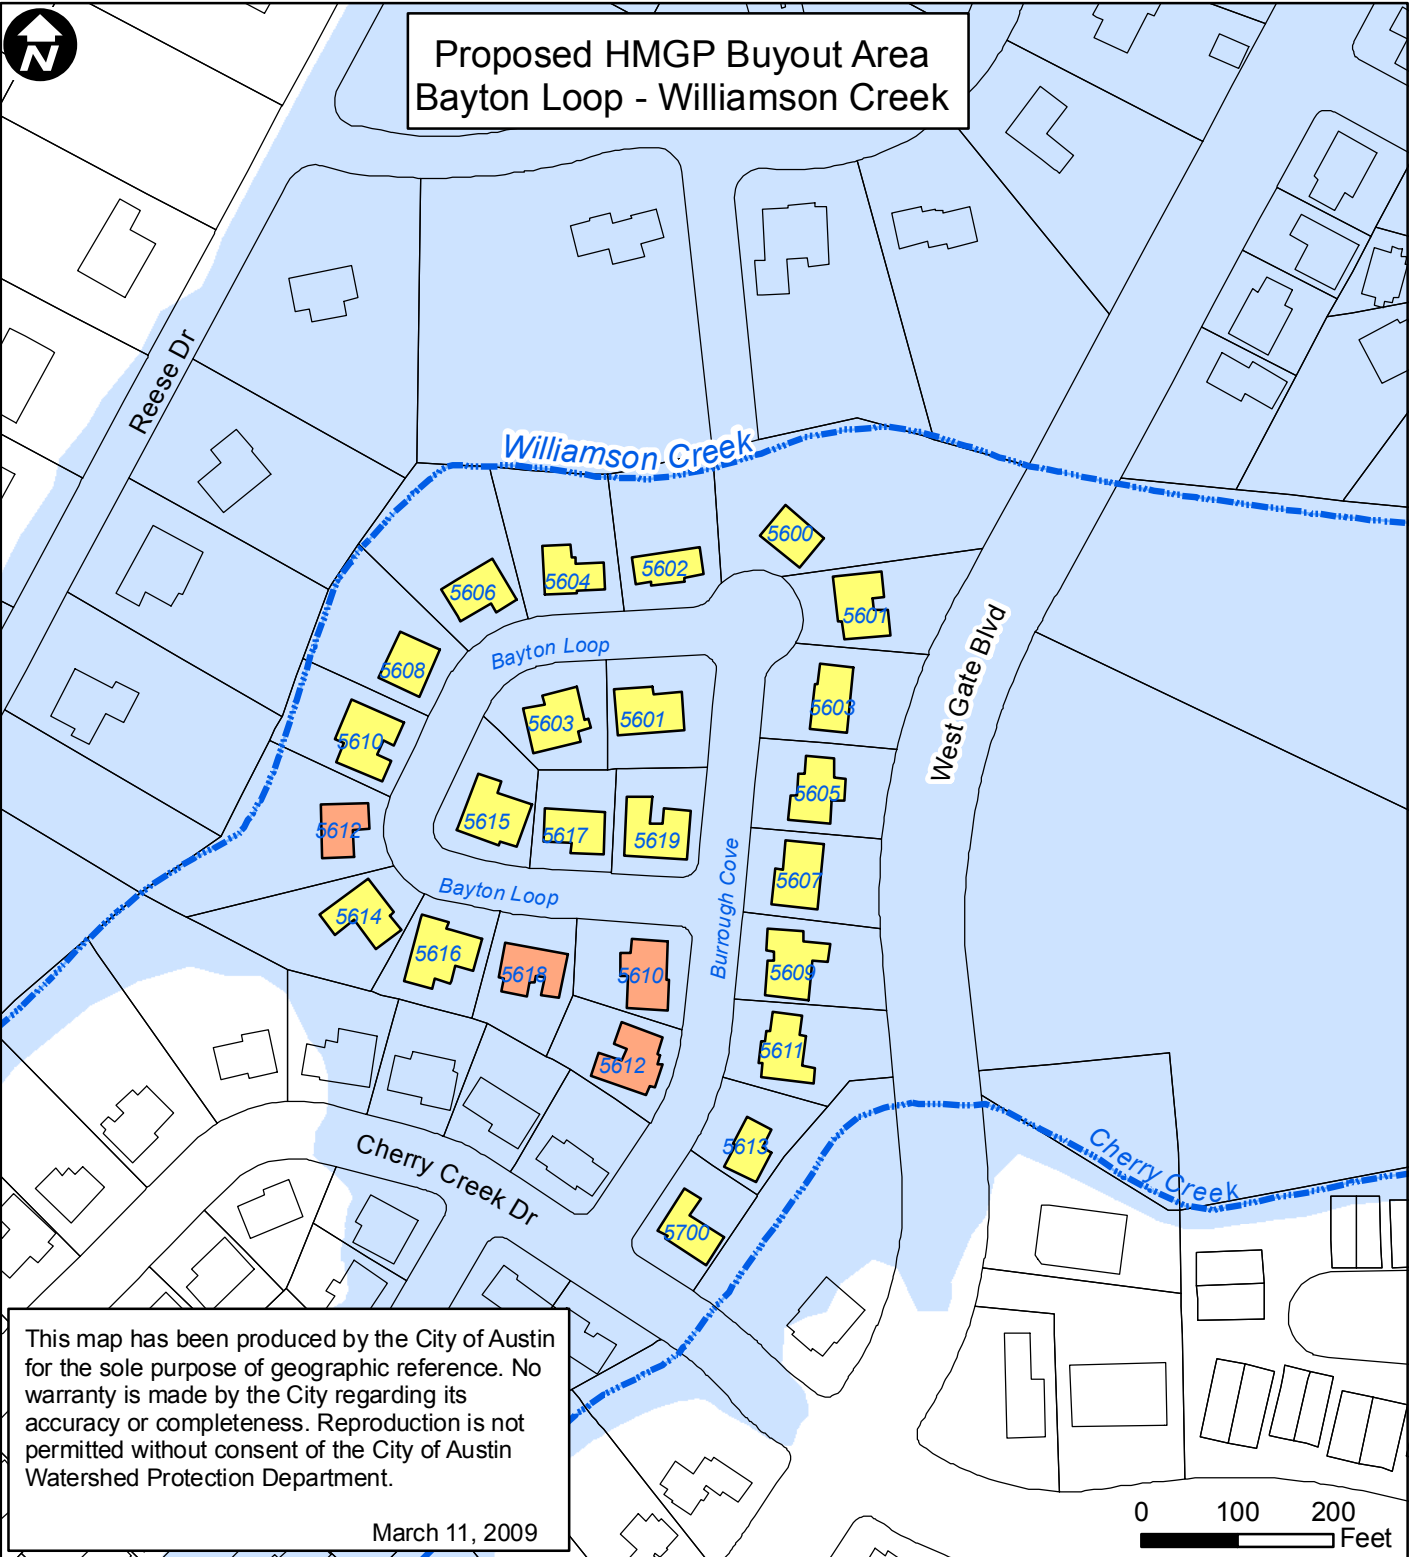 N
Proposed HMGP Buyout Area
Bayton Loop - Williamson Creek
Reese Dr
Williamson Creek
5600
5602
5604
5606
5601
5608
Bayton Loop
West Gate Blvd
5603
5603
5601
5610
5605
5615
5617
5619
5612
5607
Bayton Loop
Burrough Cove
5614
5616
5618
5610
5609
5612
5611
5613
Cherry Creek
Cherry Creek Dr
5700
This map has been produced by the City of Austin
for the sole purpose of geographic reference. No
warranty is made by the City regarding its
accuracy or completeness. Reproduction is not
permitted without consent of the City of Austin
Watershed Protection Department.
March 11, 2009
0 100 200
Feet